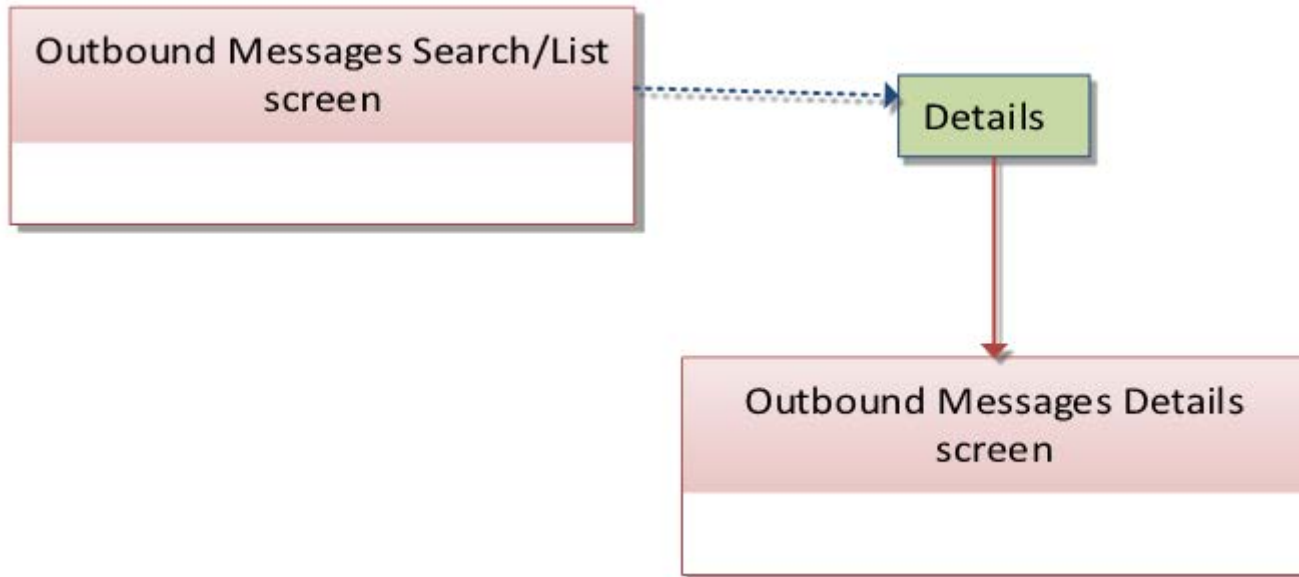 Outbound Messages Search/List
screen
Details
Outbound Messages Details
screen